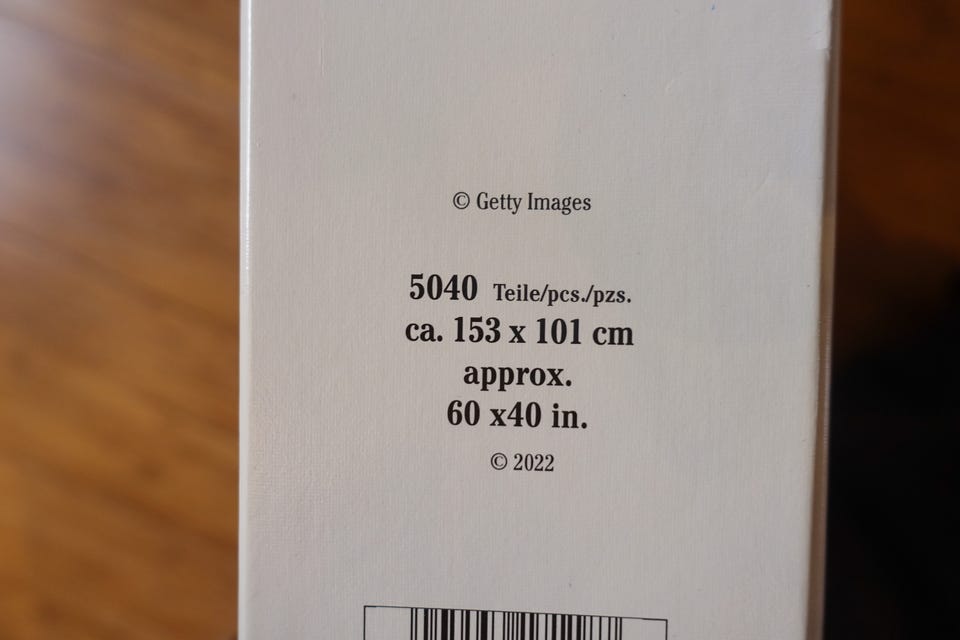 © Getty Images
5040 Teile/pcs./pzs.
ca. 153 x 101 cm
approx.
60 x40 in.
© 2022